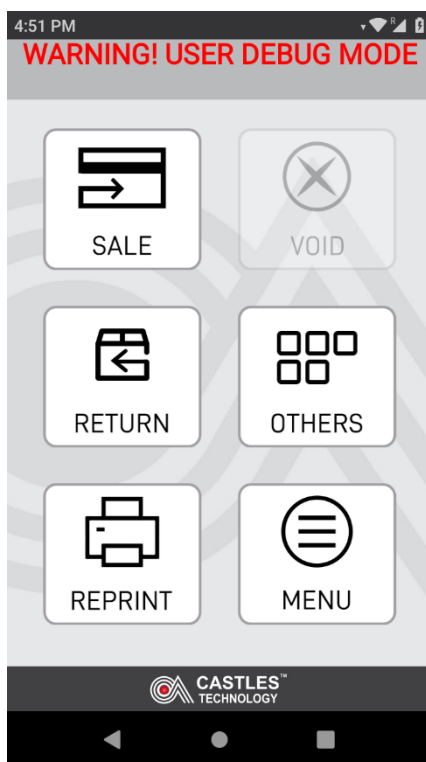 4:51 PM
R
WARNING! USER DEBUG MODE
SALE
VOID
RETURN
OTHERS
REPRINT
MENU
CASTLES™
TECHNOLOGY